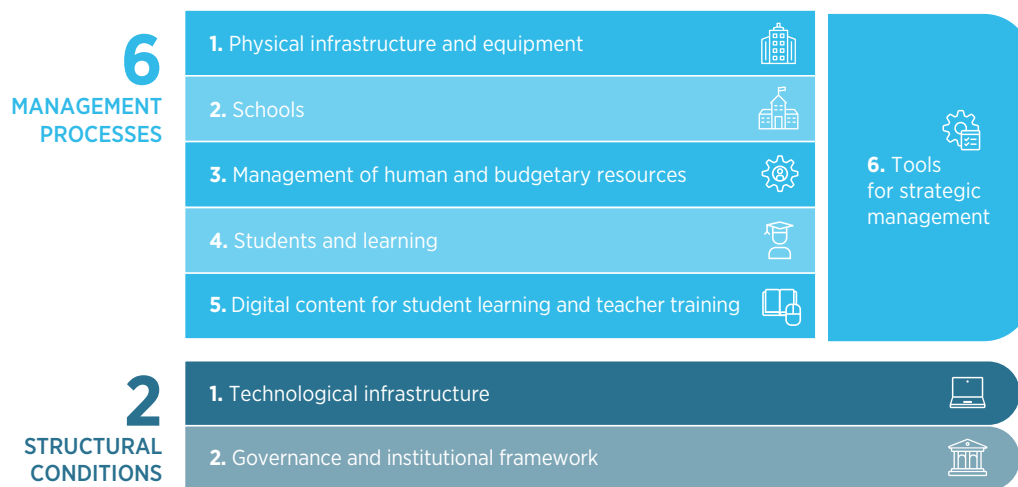 6
MANAGEMENT
PROCESSES
1. Physical infrastructure and equipment
2. Schools
3. Management of human and budgetary resources
4. Students and learning
5. Digital content for student learning and teacher training
6. Tools
for strategic
management
2
STRUCTURAL
CONDITIONS
1. Technological infrastructure
2. Governance and institutional framework